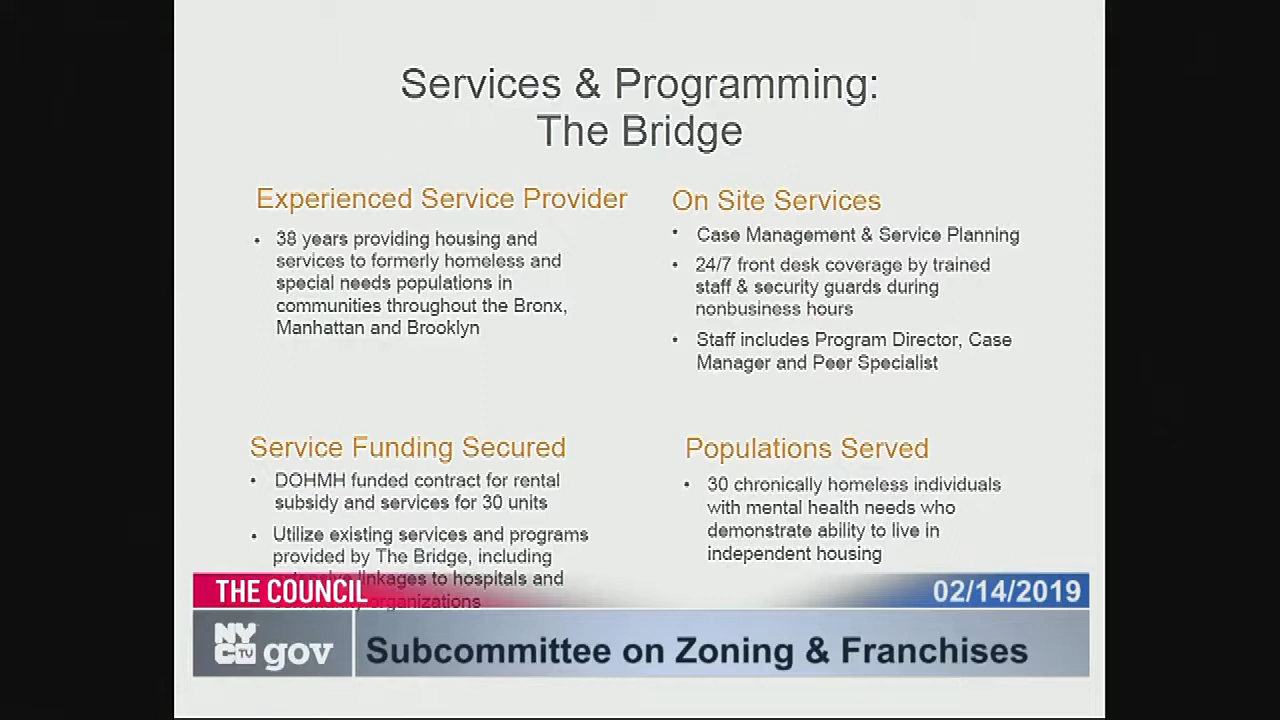 Services & Programming:
The Bridge
Experienced Service Provider
• 38 years providing housing and
services to formerly homeless and
special needs populations in
communities throughout the Bronx,
Manhattan and Brooklyn
On Site Services
• Case Management & Service Planning
• 24/7 front desk coverage by trained
staff & security guards during
nonbusiness hours
• Staff includes Program Director, Case
Manager and Peer Specialist
Service Funding Secured
• DOHMH funded contract for rental
subsidy and services for 30 units
• Utilize existing services and programs
provided by The Bridge, including
linkages to hospitals and
organizations
Populations Served
• 30 chronically homeless individuals
with mental health needs who
demonstrate ability to live in
independent housing
THE COUNCIL
02/14/2019
NYC TV gov
Subcommittee on Zoning & Franchises